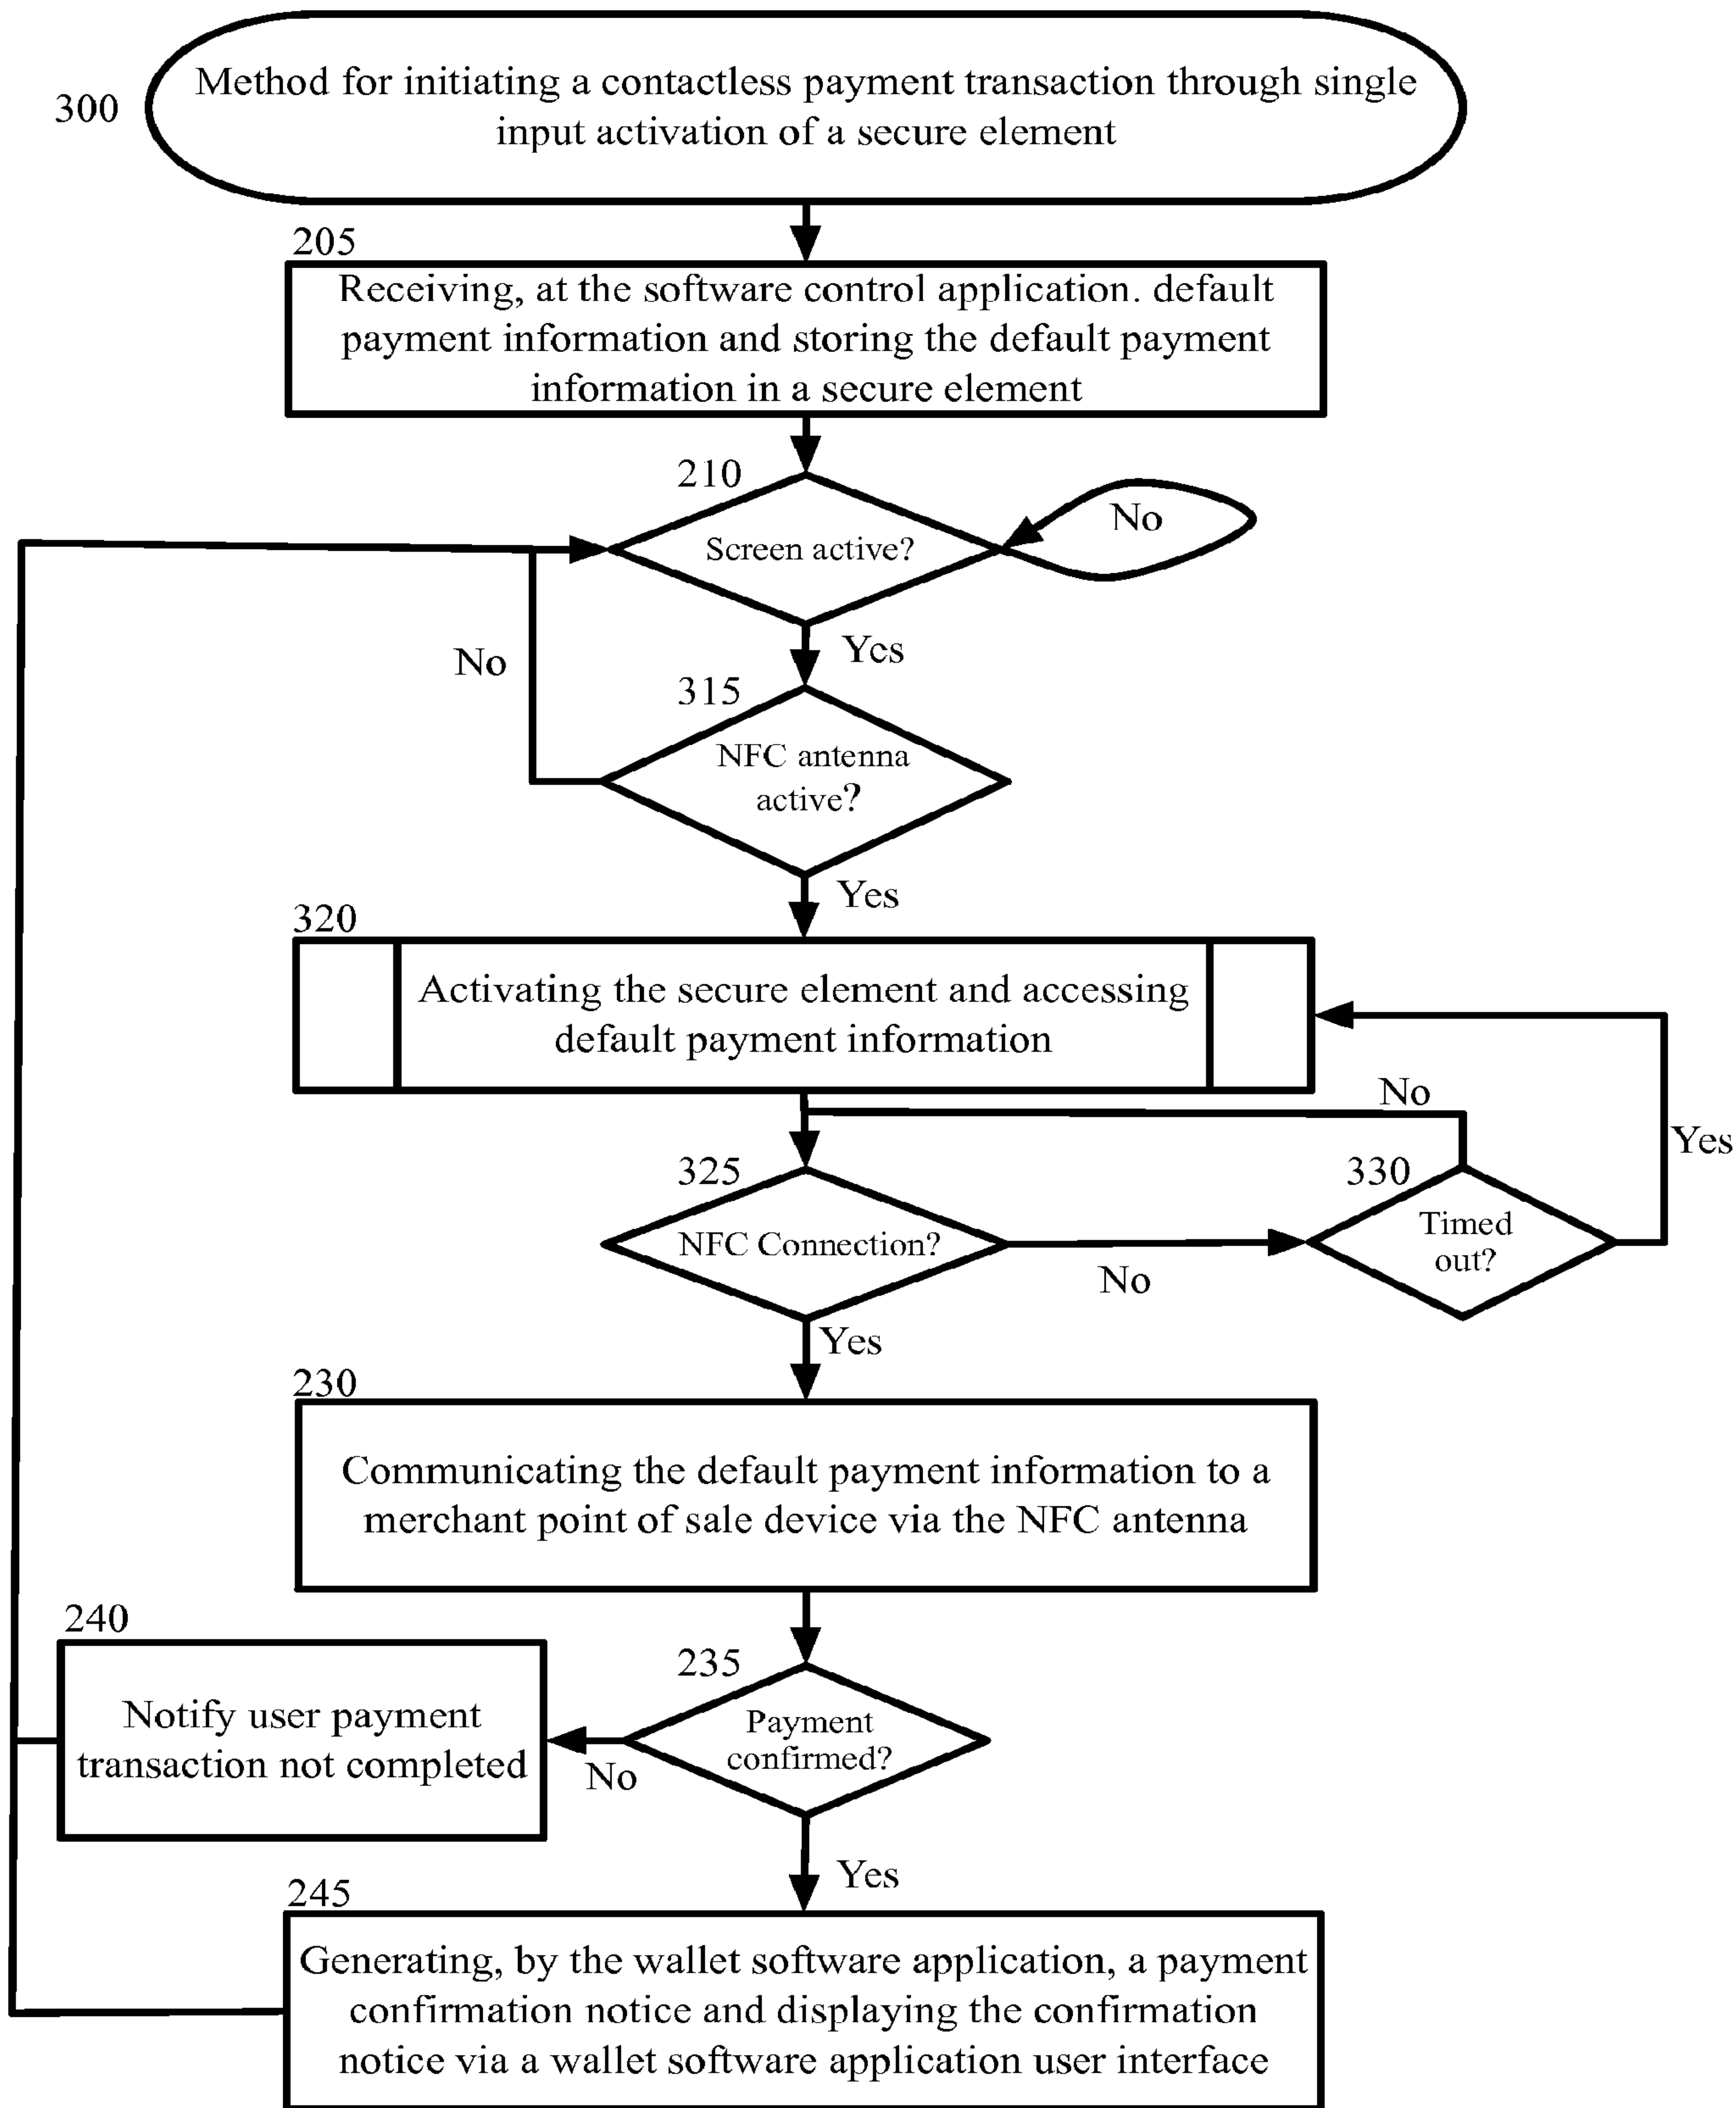 300
Method for initiating a contactless payment transaction through single
input activation of a secure element
205
Receiving, at the software control application. default
payment information and storing the default payment
information in a secure element
210
Screen active?
No
Yes
No
315
NFC antenna
active?
Yes
320
Activating the secure element and accessing
default payment information
No
Yes
325
NFC Connection?
No
330
Timed
out?
Yes
230
Communicating the default payment information to a
merchant point of sale device via the NFC antenna
235
Payment
confirmed?
No
240
Notify user payment
transaction not completed
Yes
245
Generating, by the wallet software application, a payment
confirmation notice and displaying the confirmation
notice via a wallet software application user interface